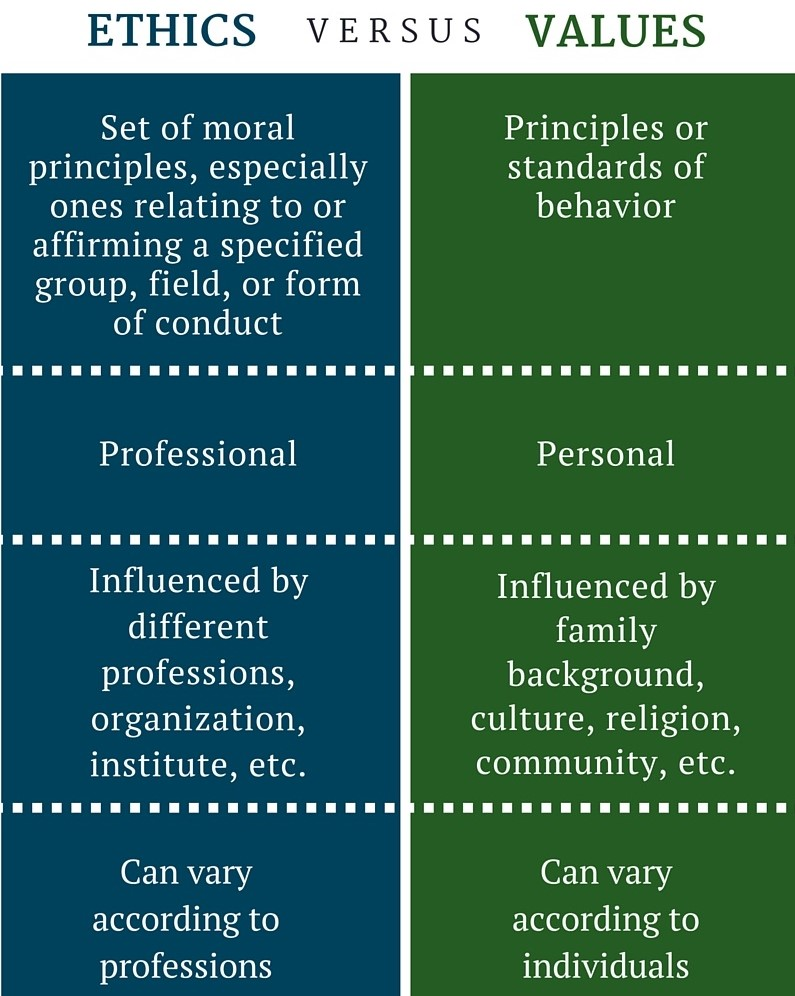 ETHICS VERSUS VALUES
Set of moral
principles, especially
ones relating to or
affirming a specified
group, field, or form
of conduct
Principles or
standards of
behavior
Professional
Personal
Influenced by
different
professions,
organization,
institute, etc.
Influenced by
family
background,
culture, religion,
community, etc.
Can vary
according to
professions
Can vary
according to
individuals